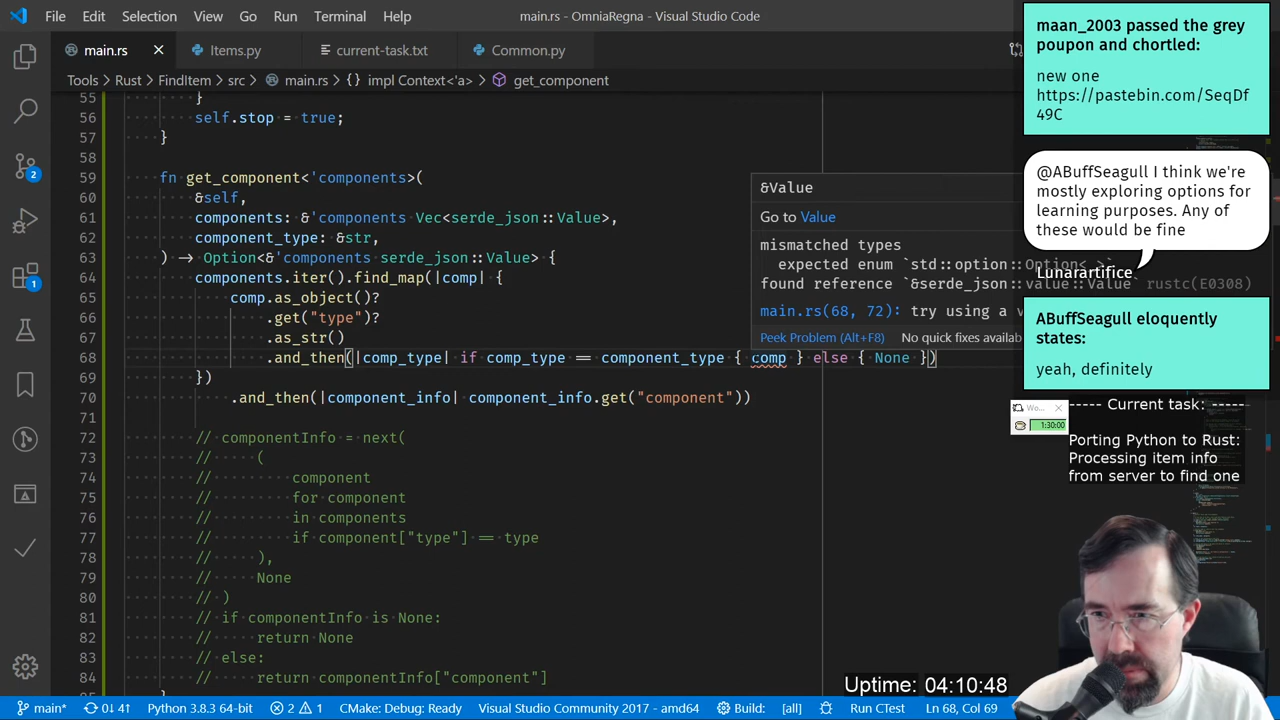 File Edit Selection View Go Run Terminal Help main.rs - OmniaRegna - Visual Studio Code
main.rs Items.py current-task.txt Common.py
Tools > Rust > FindItem > src > main.rs > {} impl Context<'a> > get_component
55 }
56 self.stop = true;
57 }
58
59 fn get_component<'components>(
60 &self,
61 components: &'components Vec<serde_json::Value>,
62 component_type: &str,
63 ) → Option<&'components serde_json::Value> {
64 components.iter().find_map(|comp| {
65 comp.as_object()?
66 .get("type")?
67 .as_str()
68 .and_then(|comp_type| if comp_type == component_type { comp } else { None })
69 })
70 .and_then(|component_info| component_info.get("component"))
71
72 // componentInfo = next(
73 // (
74 // component
75 // for component
76 // in components
77 // if component["type"] == type
78 // ),
79 // None
80 // )
81 // if componentInfo is None:
82 // return None
83 // else:
84 // return componentInfo["component"]
&Value
Go to Value
mismatched types
expected enum `std::option::Option<_>`
found reference `&serde_json::value::Value` rustc(E0308)
main.rs(68, 72): try using a v
Peek Problem (Alt+F8) No quick fixes availab
maan_2003 passed the grey
poupon and chortled:
new one
https://pastebin.com/SeqDf
49C
@ABuffSeagull I think we're
mostly exploring options for
learning purposes. Any of
these would be fine
Lunarartifice
ABuffSeagull eloquently
states:
yeah, definitely
Wo...
1:30:00
----- Current task: -----
Porting Python to Rust:
Processing item info
from server to find one
Uptime: 04:10:48
2
1
main* 0↓ 4↑ Python 3.8.3 64-bit 2 1 CMake: Debug: Ready Visual Studio Community 2017 - amd64 Build: [all] Run CTest Ln 68, Col 69